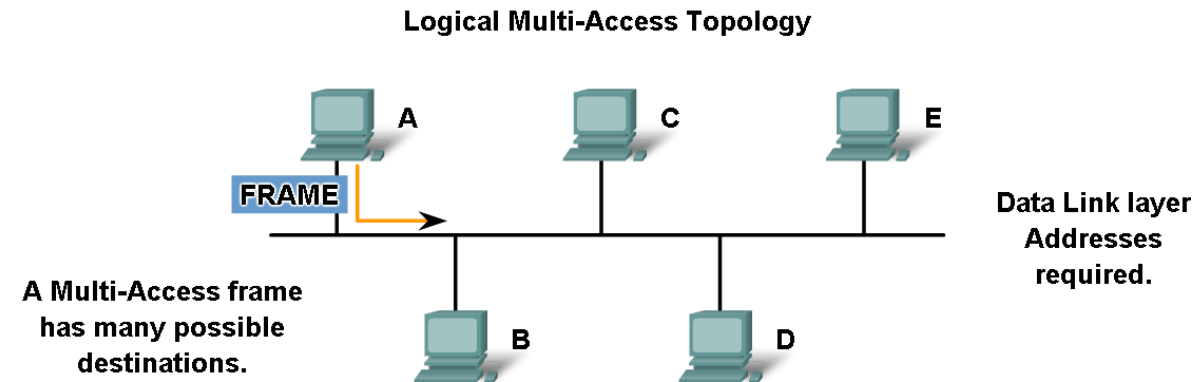 Logical Multi-Access Topology
A
C
E
FRAME
Data Link layer
Addresses
required.
A Multi-Access frame
has many possible
destinations.
B
D